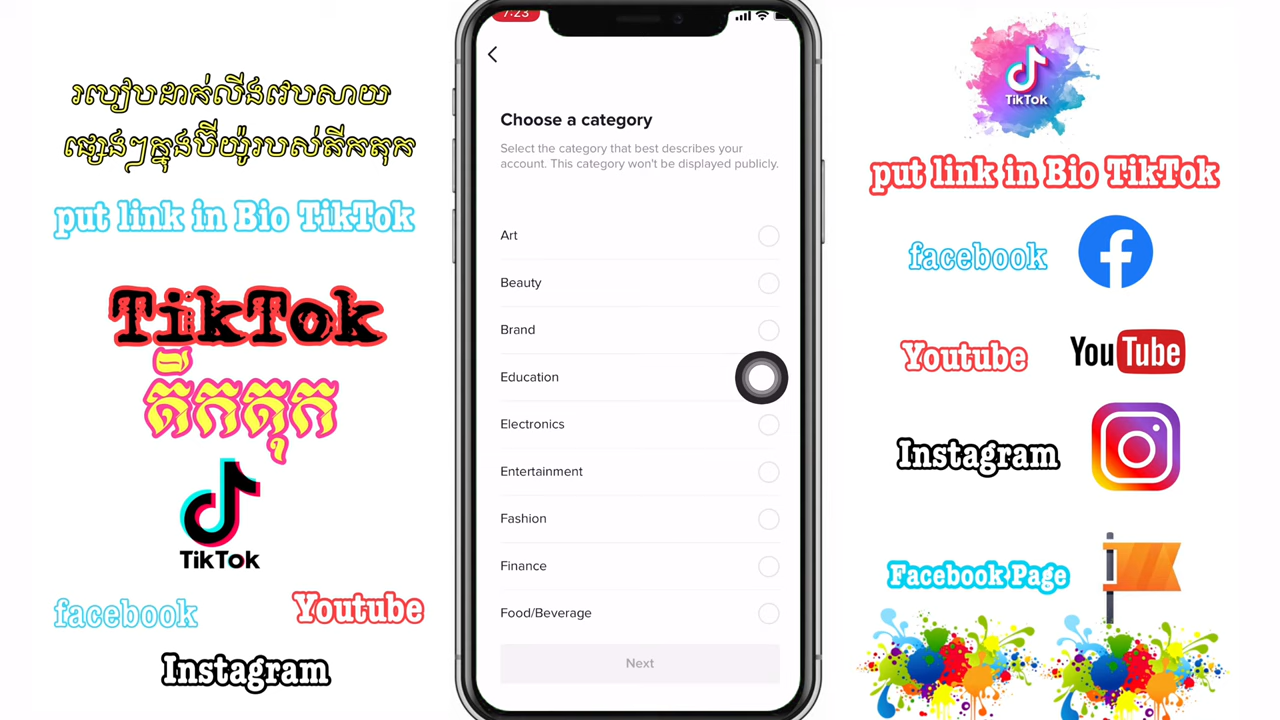 របៀបដាក់លីងវេបសាយ
ផ្សេងៗក្នុងប៊ីយ៉ូរបស់តីកតុក
put link in Bio TikTok
TikTok
តីកតុក
TikTok
facebook
Youtube
Instagram
7:23
Choose a category
Select the category that best describes your
account. This category won't be displayed publicly.
Art
Beauty
Brand
Education
Electronics
Entertainment
Fashion
Finance
Food/Beverage
Next
TikTok
put link in Bio TikTok
facebook
Youtube
YouTube
Instagram
Facebook Page